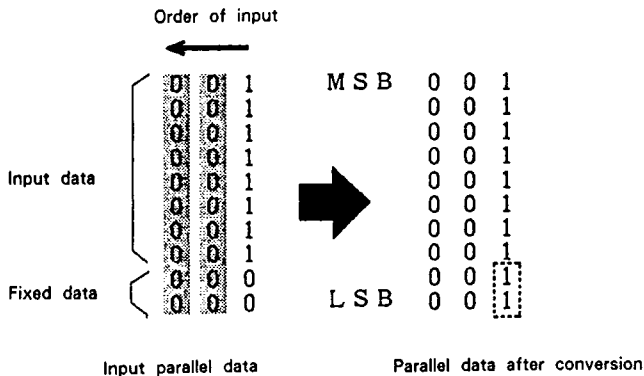 Order of input
0 0 1 MSB 0 0 1
0 0 1 0 0 1
0 0 1 0 0 1
0 0 1 0 0 1
Input data 0 0 1 0 0 1
0 0 1 0 0 1
0 0 1 0 0 1
0 0 1 0 0 1
0 0 0 0 0 1
Fixed data 0 0 0 LSB 0 0 1
Input parallel data Parallel data after conversion